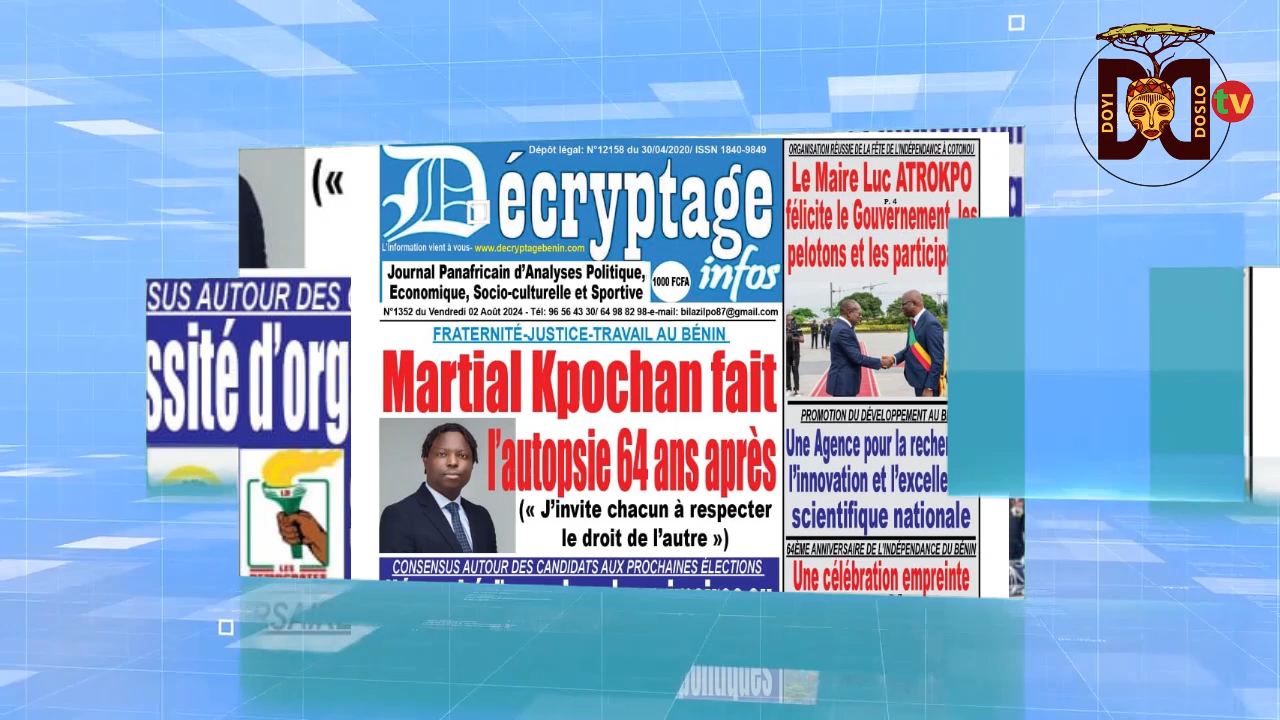 DOYI
DOSLO
tv
(«
SUS AUTOUR DES
ssité d'org
Dépôt légal: N°12158 du 30/04/2020/ ISSN 1840-9849
Décryptage
infos
L'information vient à vous- www.decryptagebenin.com
Journal Panafricain d'Analyses Politique,
Economique, Socio-culturelle et Sportive
1000 FCFA
N°1352 du Vendredi 02 Août 2024 - Tél: 96 56 43 30/ 64 98 82 98-e-mail: bilazilpo87@gmail.com
FRATERNITÉ-JUSTICE-TRAVAIL AU BÉNIN
Martial Kpochan fait
l'autopsie 64 ans après
(« J'invite chacun à respecter
le droit de l'autre »)
CONSENSUS AUTOUR DES CANDIDATS AUX PROCHAINES ÉLECTIONS
ORGANISATION RÉUSSIE DE LA FÊTE DE L'INDÉPENDANCE À COTONOU
Le Maire Luc ATROKPO
P. 4
félicite le Gouvernement, les
pelotons et les particip
PROMOTION DU DÉVELOPPEMENT AU B
Une Agence pour la recher
l'innovation et l'excelle
scientifique nationale
64ÈME ANNIVERSAIRE DE L'INDÉPENDANCE DU BÉNIN
Une célébration empreinte
RSAIRE
politiques